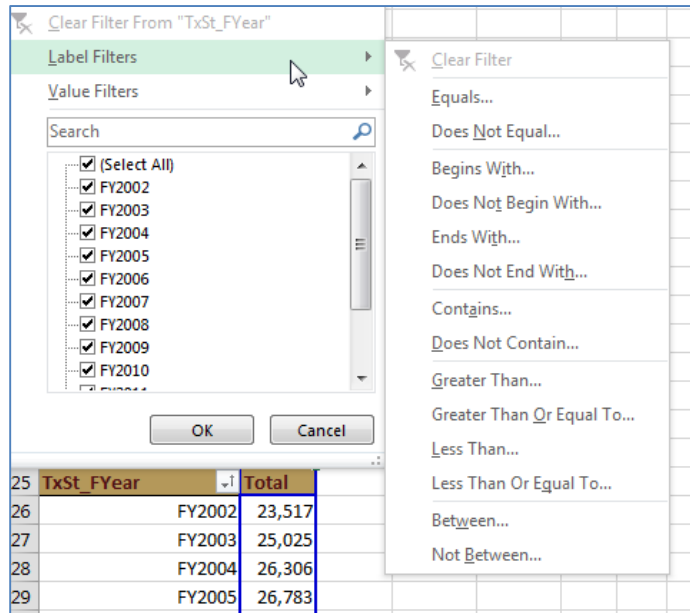 Clear Filter From "TxSt_FYear"
Label Filters
Value Filters
Search
(Select All)
FY2002
FY2003
FY2004
FY2005
FY2006
FY2007
FY2008
FY2009
FY2010
OK Cancel
Clear Filter
Equals...
Does Not Equal...
Begins With...
Does Not Begin With...
Ends With...
Does Not End With...
Contains...
Does Not Contain...
Greater Than...
Greater Than Or Equal To...
Less Than...
Less Than Or Equal To...
Between...
Not Between...
25 TxSt_FYear Total
26 FY2002 23,517
27 FY2003 25,025
28 FY2004 26,306
29 FY2005 26,783